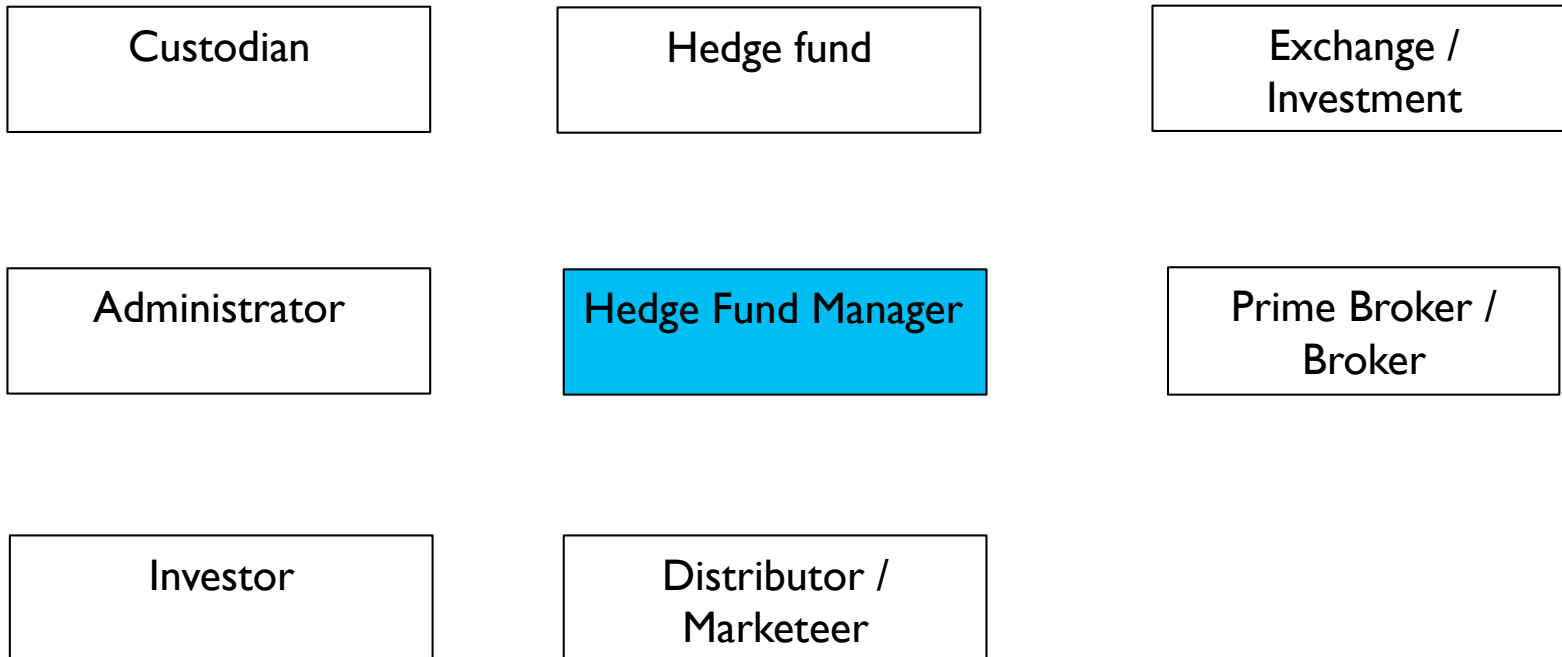 Custodian
Hedge fund
Exchange /
Investment
Administrator
Hedge Fund Manager
Prime Broker /
Broker
Investor
Distributor /
Marketeer